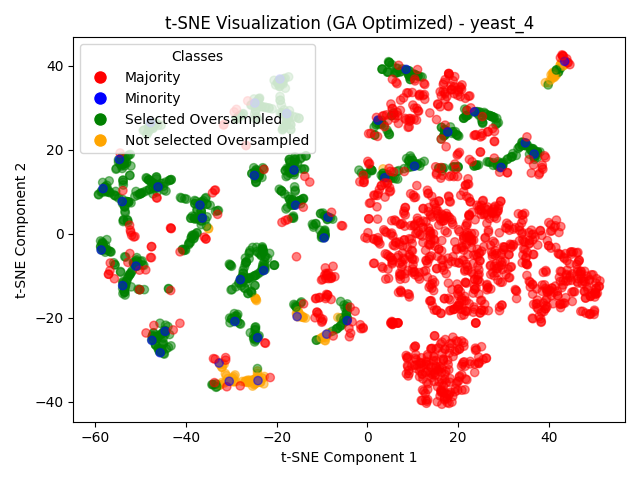 t-SNE Visualization (GA Optimized) - yeast_4
Classes
Majority
Minority
Selected Oversampled
Not selected Oversampled
40
20
0
−20
−40
t-SNE Component 2
−60
−40
−20
0
20
40
t-SNE Component 1